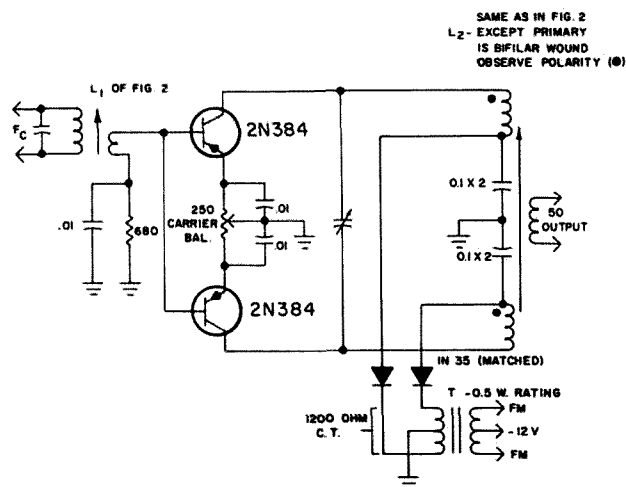 SAME AS IN FIG. 2
L2- EXCEPT PRIMARY
IS BIFILAR WOUND
OBSERVE POLARITY (●)
L1 OF FIG. 2
FC
2N384
.01
680
250
CARRIER
BAL.
.01
.01
0.1 X 2
50
OUTPUT
0.1 X 2
2N384
IN 35 (MATCHED)
T -0.5 W. RATING
1200 OHM
C.T.
FM
-12V
FM